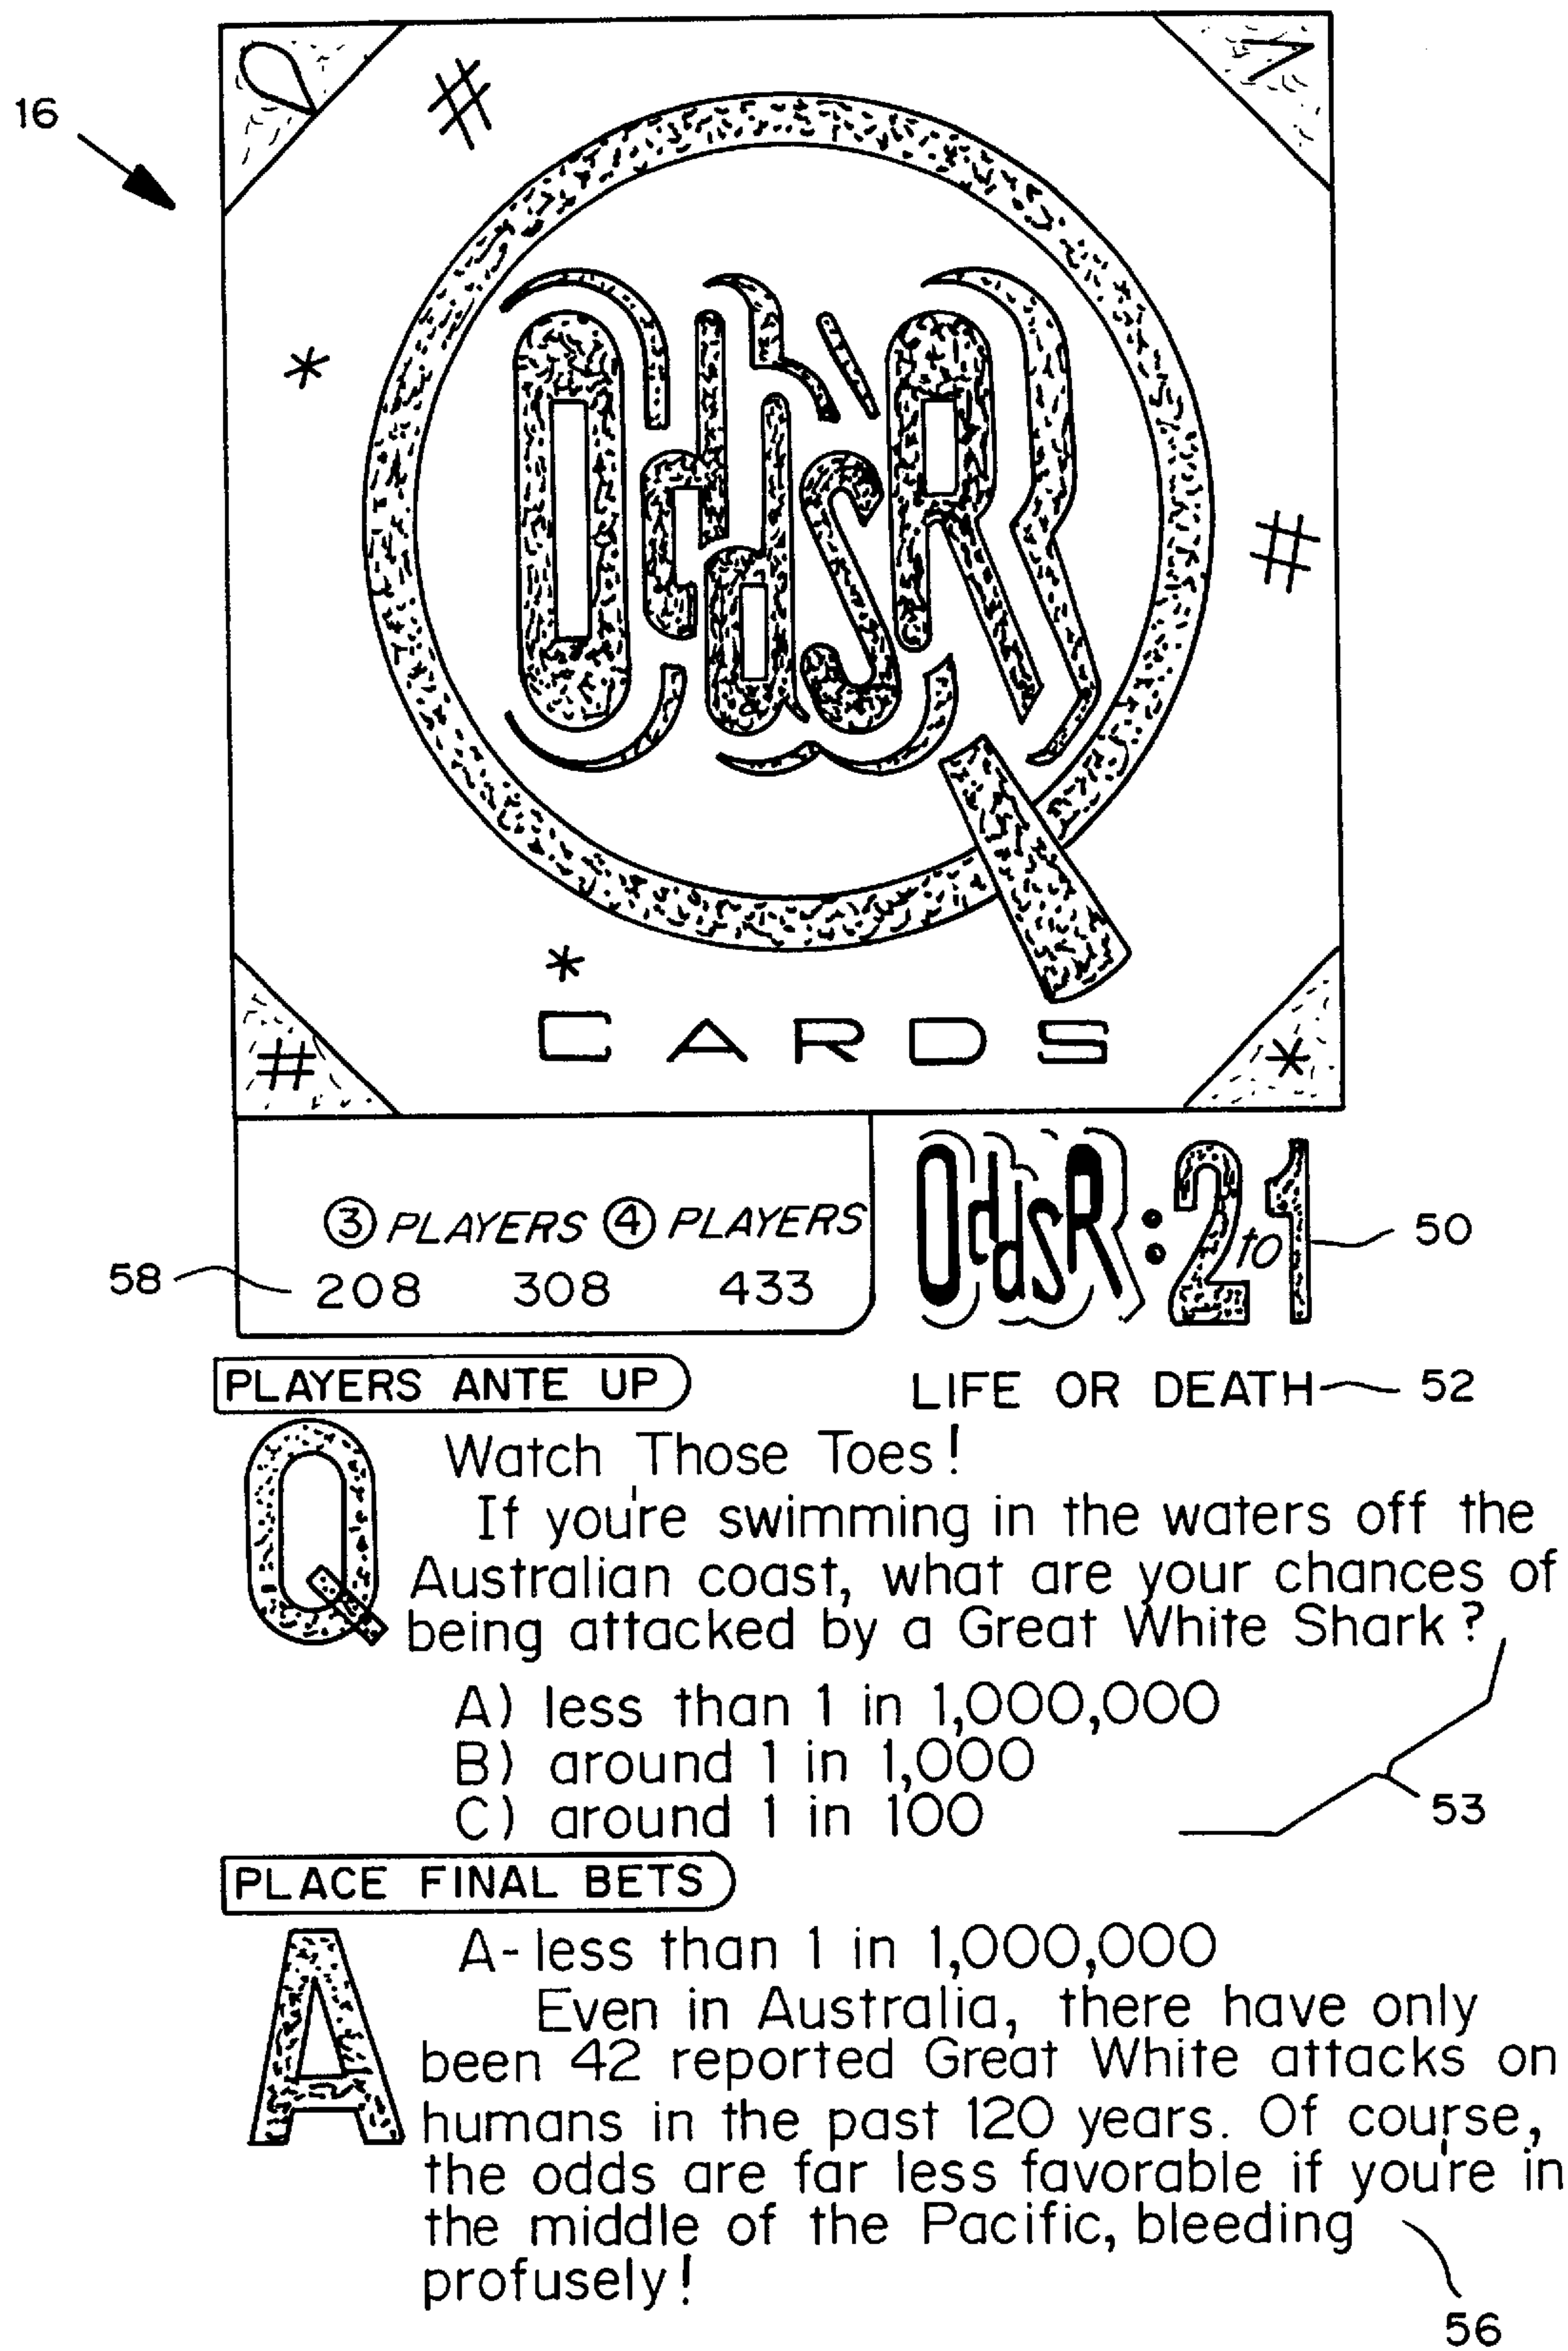 16
#
*
OddsR
#
*
CARDS
#
*
③ PLAYERS ④ PLAYERS
58
208 308 433
OddsR: 2 to 1
50
PLAYERS ANTE UP
LIFE OR DEATH
52
Q
Watch Those Toes!
If you're swimming in the waters off the
Australian coast, what are your chances of
being attacked by a Great White Shark?
A) less than 1 in 1,000,000
B) around 1 in 1,000
C) around 1 in 100
53
PLACE FINAL BETS
A
A-less than 1 in 1,000,000
Even in Australia, there have only
been 42 reported Great White attacks on
humans in the past 120 years. Of course,
the odds are far less favorable if you're in
the middle of the Pacific, bleeding
profusely!
56